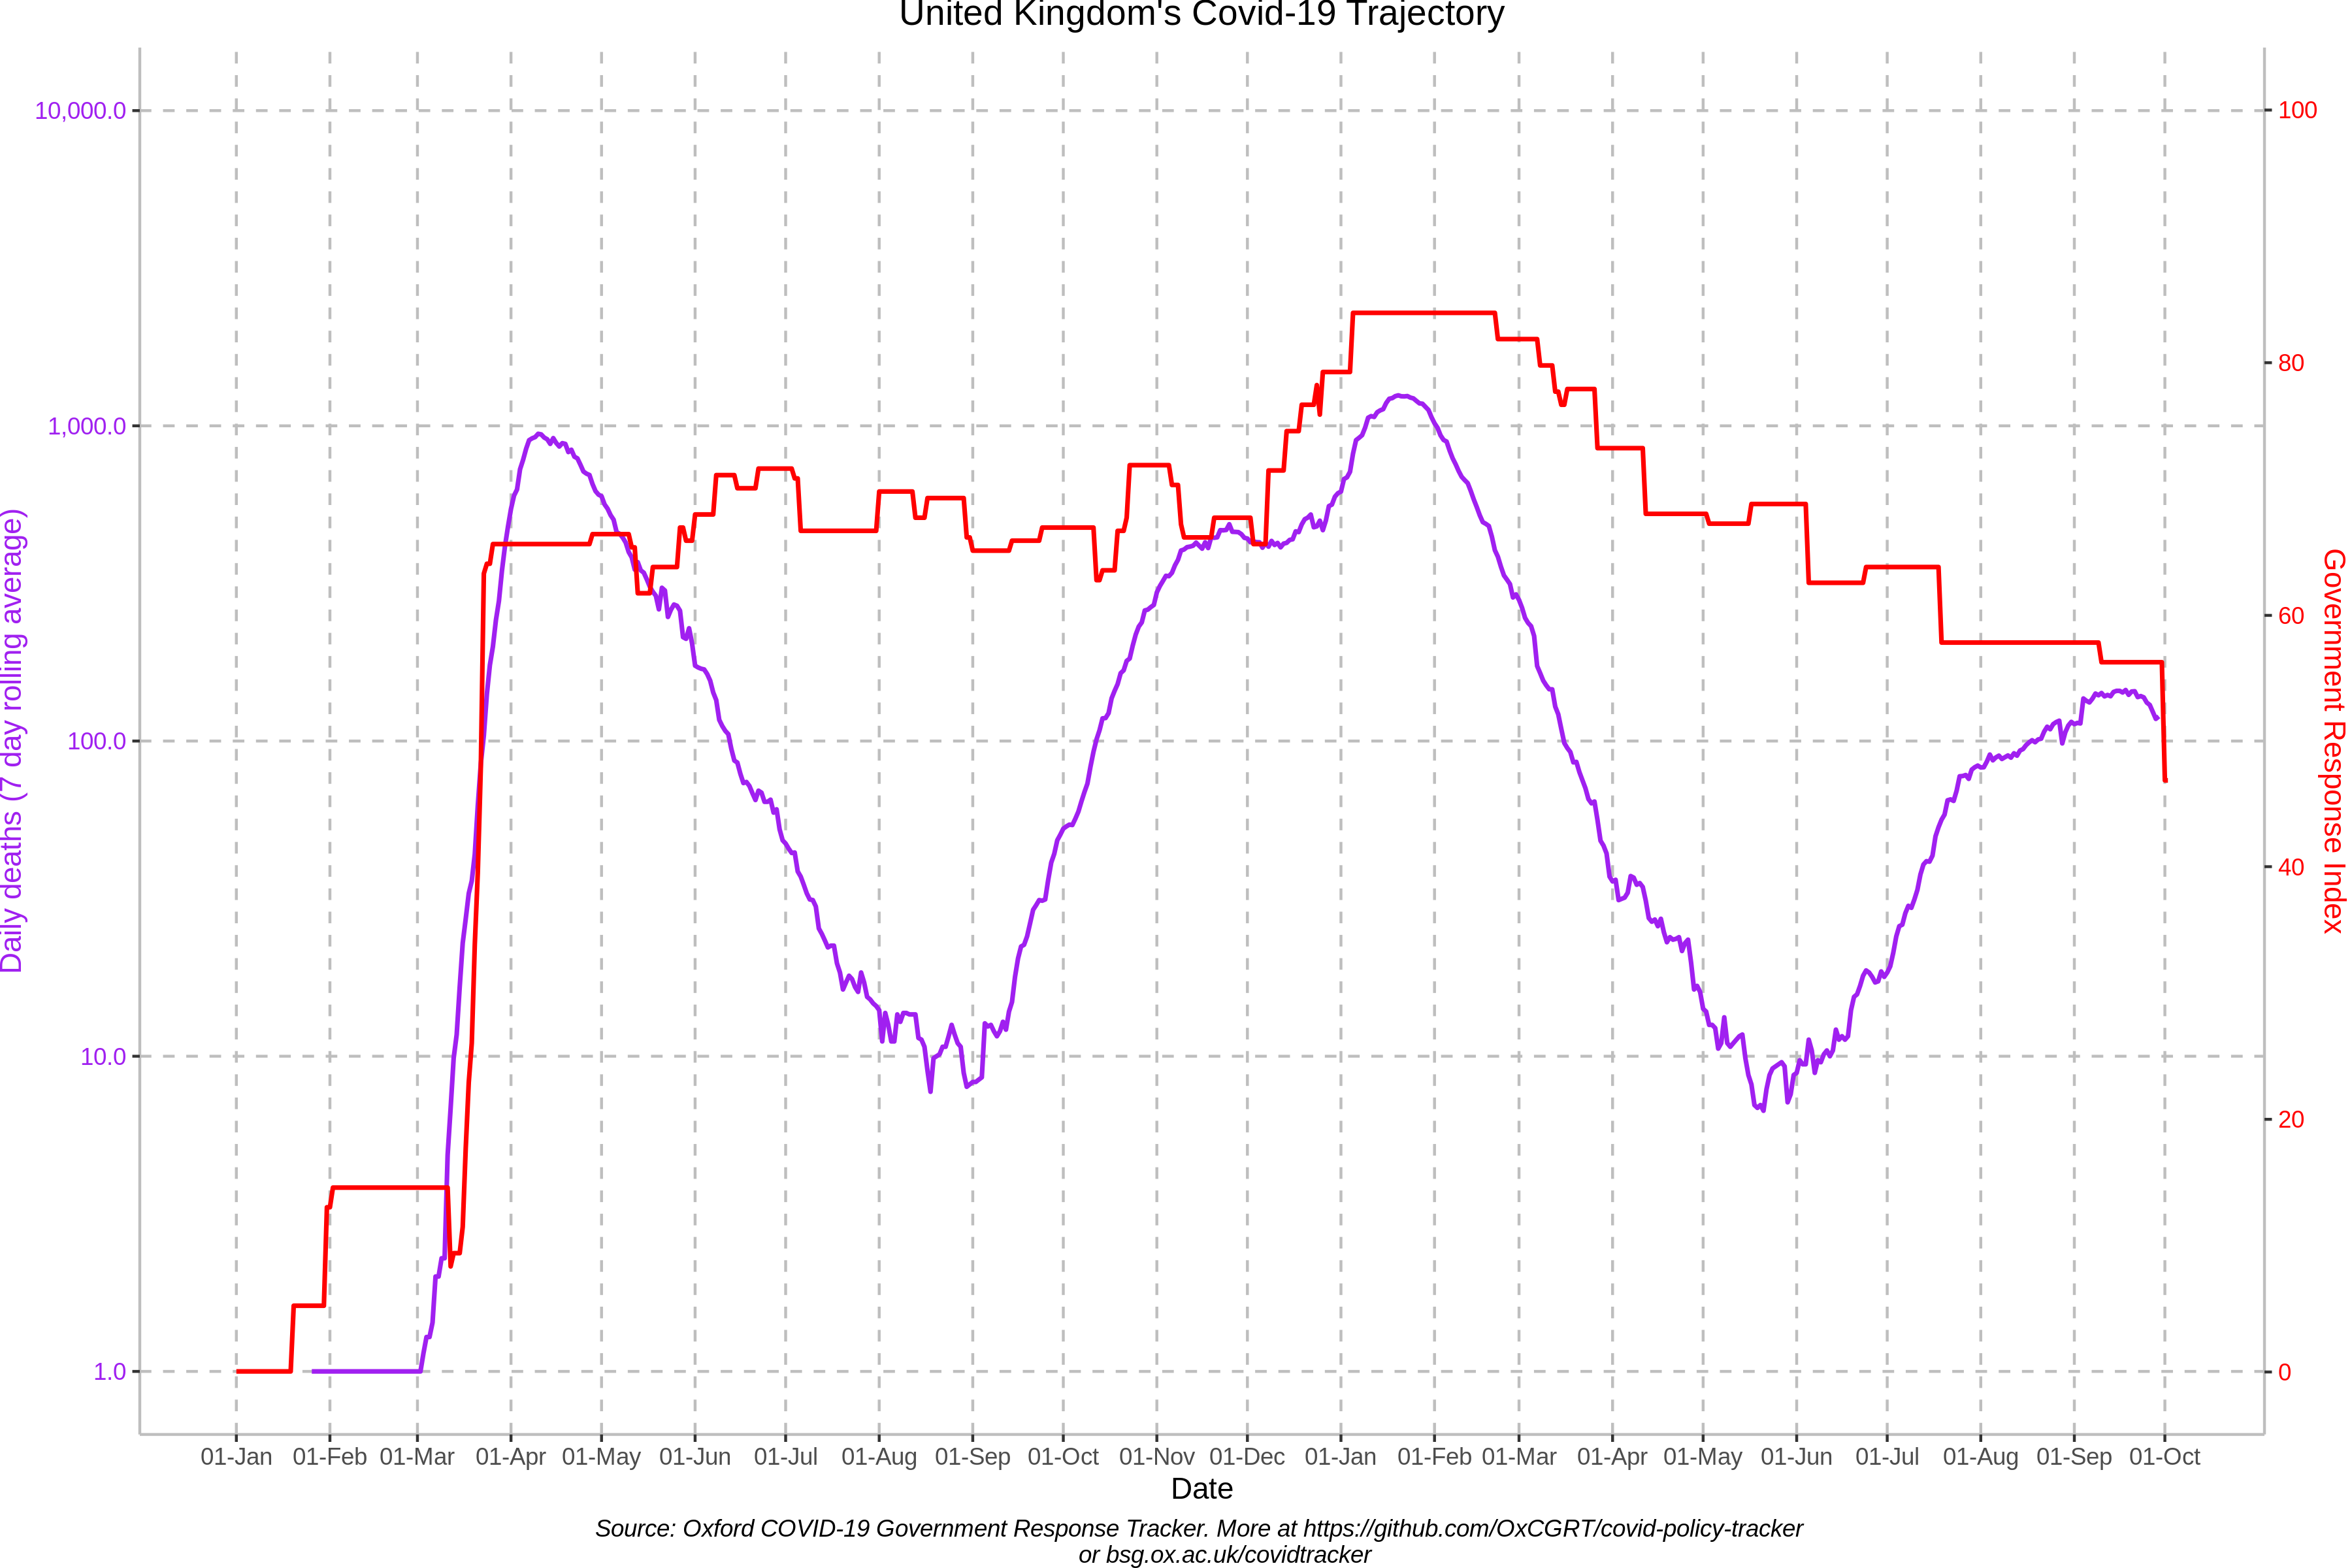 United Kingdom's Covid-19 Trajectory
10,000.0
1,000.0
100.0
10.0
1.0
Daily deaths (7 day rolling average)
100
80
60
40
20
0
Government Response Index
01-Jan 01-Feb 01-Mar 01-Apr 01-May 01-Jun 01-Jul 01-Aug 01-Sep 01-Oct 01-Nov 01-Dec 01-Jan 01-Feb 01-Mar 01-Apr 01-May 01-Jun 01-Jul 01-Aug 01-Sep 01-Oct
Date
Source: Oxford COVID-19 Government Response Tracker. More at https://github.com/OxCGRT/covid-policy-tracker
or bsg.ox.ac.uk/covidtracker